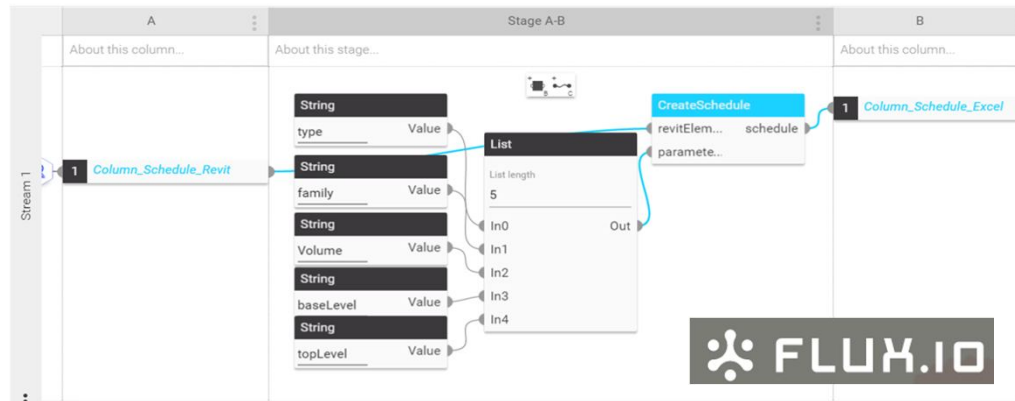 A
Stage A-B
B
About this column...
About this stage...
About this column...
Stream 1
1 Column_Schedule_Revit
String
type Value
String
family Value
String
Volume Value
String
baseLevel Value
String
topLevel Value
List
List length
5
In0 Out
In1
In2
In3
In4
CreateSchedule
revitElem... schedule
paramete...
1 Column_Schedule_Excel
FLUX.IO